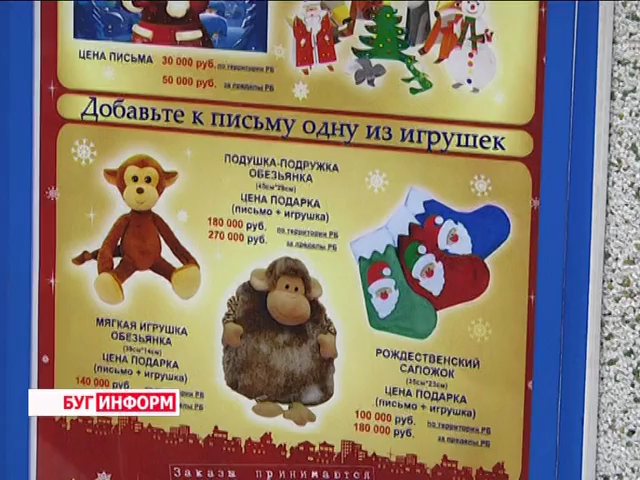 ЦЕНА ПИСЬМА 30 000 руб. по территории РБ
50 000 руб. за пределы РБ
Добавьте к письму одну из игрушек
ПОДУШКА-ПОДРУЖКА
ОБЕЗЬЯНКА
(45см*28см)
ЦЕНА ПОДАРКА
(письмо + игрушка)
180 000 руб. по территории РБ
270 000 руб. за пределы РБ
МЯГКАЯ ИГРУШКА
ОБЕЗЬЯНКА
ЦЕНА ПОДАРКА
(письмо + игрушка)
140 000 руб.
РОЖДЕСТВЕНСКИЙ
САПОЖОК
(35см*23см)
ЦЕНА ПОДАРКА
(письмо + игрушка)
100 000 руб. по территории РБ
180 000 руб. за пределы РБ
БУГИНФОРМ
Заказы принимаются